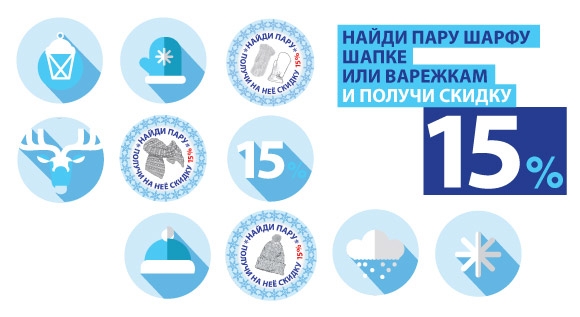 НАЙДИ ПАРУ ШАРФУ
ШАПКЕ
ИЛИ ВАРЕЖКАМ
И ПОЛУЧИ СКИДКУ
15%
*НАЙДИ ПАРУ*
ПОЛУЧИ НА НЕЁ СКИДКУ 15%
*НАЙДИ ПАРУ*
ПОЛУЧИ НА НЕЁ СКИДКУ 15%
15%
*НАЙДИ ПАРУ*
ПОЛУЧИ НА НЕЁ СКИДКУ 15%